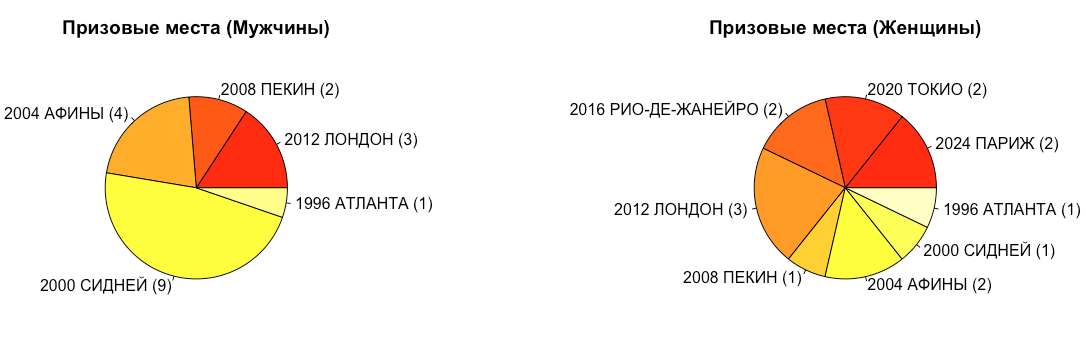 Призовые места (Мужчины)
2008 ПЕКИН (2)
2004 АФИНЫ (4)
2012 ЛОНДОН (3)
1996 АТЛАНТА (1)
2000 СИДНЕЙ (9)
Призовые места (Женщины)
2020 ТОКИО (2)
2016 РИО-ДЕ-ЖАНЕЙРО (2)
2024 ПАРИЖ (2)
2012 ЛОНДОН (3)
1996 АТЛАНТА (1)
2000 СИДНЕЙ (1)
2008 ПЕКИН (1)
2004 АФИНЫ (2)